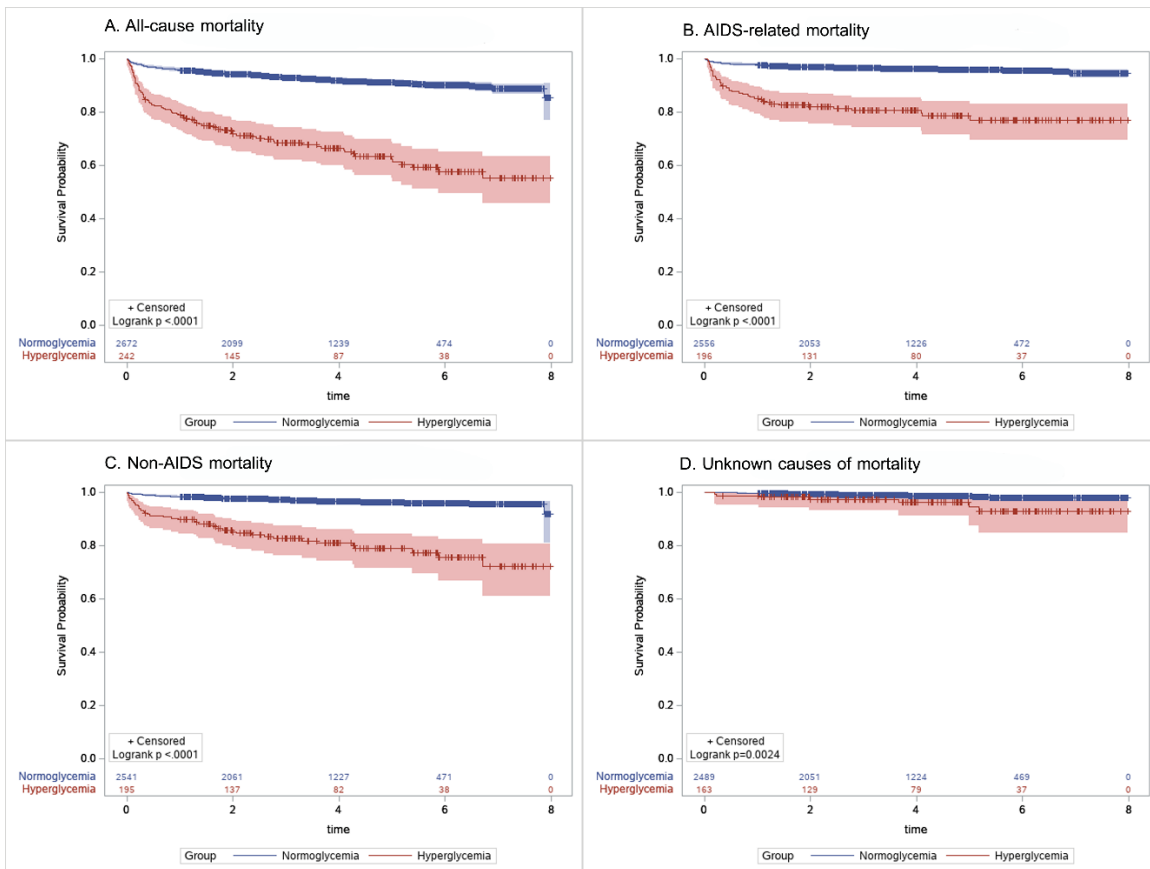 A. All-cause mortality
1.0
0.8
0.6
0.4
0.2
0.0
Survival Probability
+ Censored
Logrank p <.0001
Normoglycemia 2672 2099 1239 474 0
Hyperglycemia 242 145 87 38 0
0 2 4 6 8
time
Group Normoglycemia Hyperglycemia
B. AIDS-related mortality
1.0
0.8
0.6
0.4
0.2
0.0
Survival Probability
+ Censored
Logrank p <.0001
Normoglycemia 2556 2053 1226 472 0
Hyperglycemia 196 131 80 37 0
0 2 4 6 8
time
Group Normoglycemia Hyperglycemia
C. Non-AIDS mortality
1.0
0.8
0.6
0.4
0.2
0.0
Survival Probability
+ Censored
Logrank p <.0001
Normoglycemia 2541 2061 1227 471 0
Hyperglycemia 195 137 82 38 0
0 2 4 6 8
time
Group Normoglycemia Hyperglycemia
D. Unknown causes of mortality
1.0
0.8
0.6
0.4
0.2
0.0
Survival Probability
+ Censored
Logrank p=0.0024
Normoglycemia 2489 2051 1224 469 0
Hyperglycemia 163 129 79 37 0
0 2 4 6 8
time
Group Normoglycemia Hyperglycemia